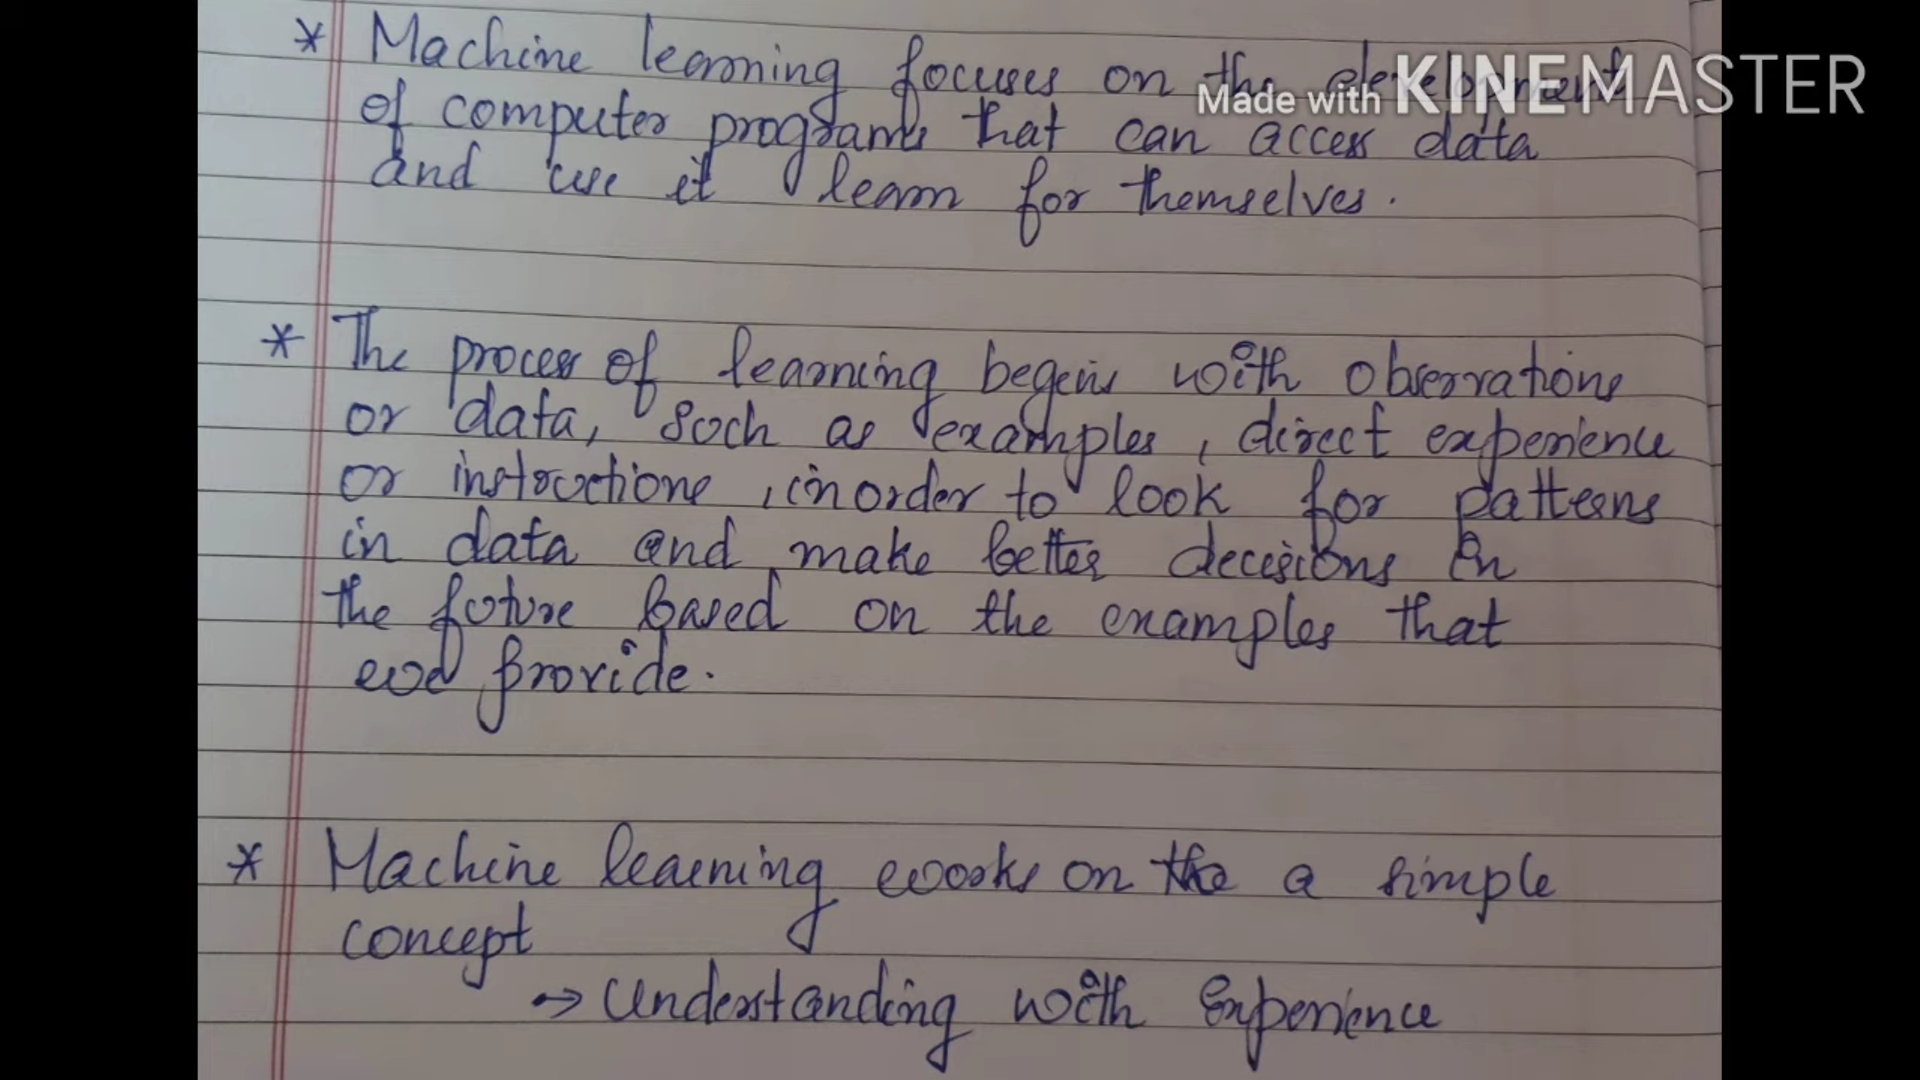 * Machine learning focuses on the development
Made with KINEMASTER
of computer programs that can access data
and use it learn for themselves.
* The process of learning begins with observations
or data, such as examples, direct experience
or instructions, in order to look for patterns
in data and make better decisions in
the future based on the examples that
we provide.
* Machine learning works on the a simple
concept
→ Understanding with Experience